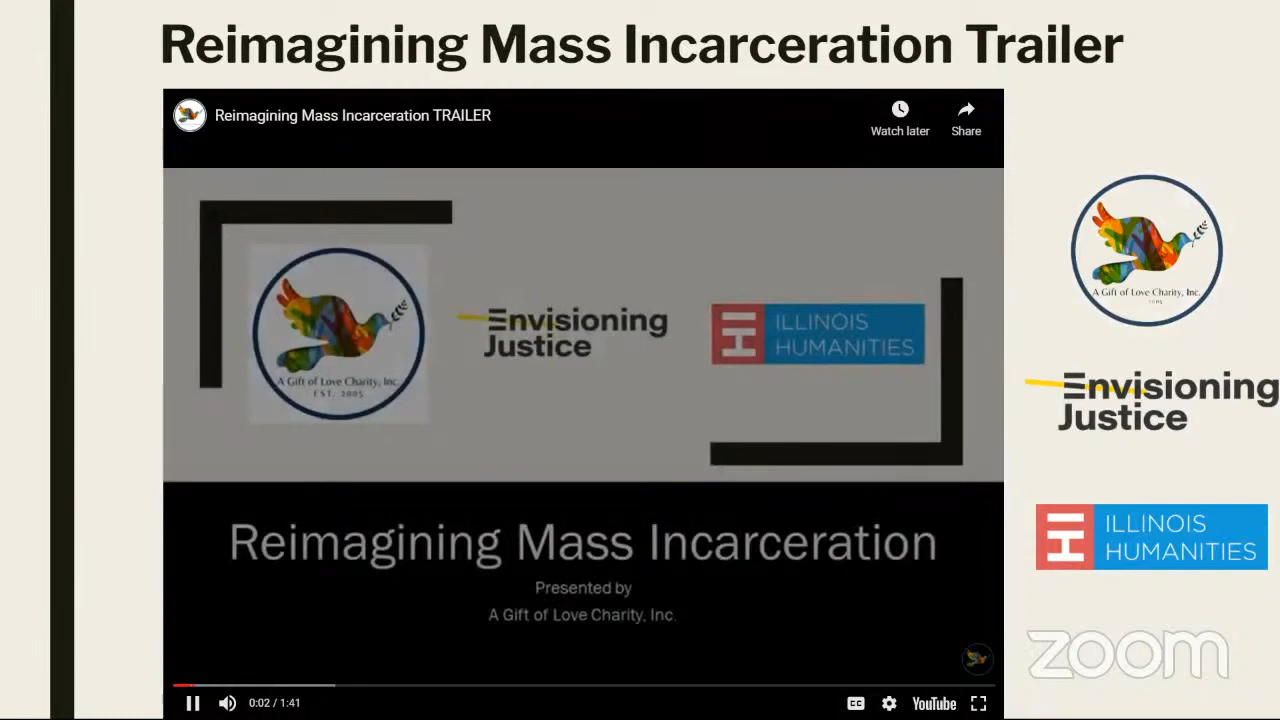 Reimagining Mass Incarceration Trailer
Reimagining Mass Incarceration TRAILER
Watch later
Share
A Gift of Love Charity, Inc.
EST. 2005
Envisioning
Justice
ILLINOIS
HUMANITIES
Reimagining Mass Incarceration
Presented by
A Gift of Love Charity, Inc.
0:02 / 1:41
CC
YouTube
A Gift of Love Charity, Inc.
Envisioning
Justice
ILLINOIS
HUMANITIES
zoom